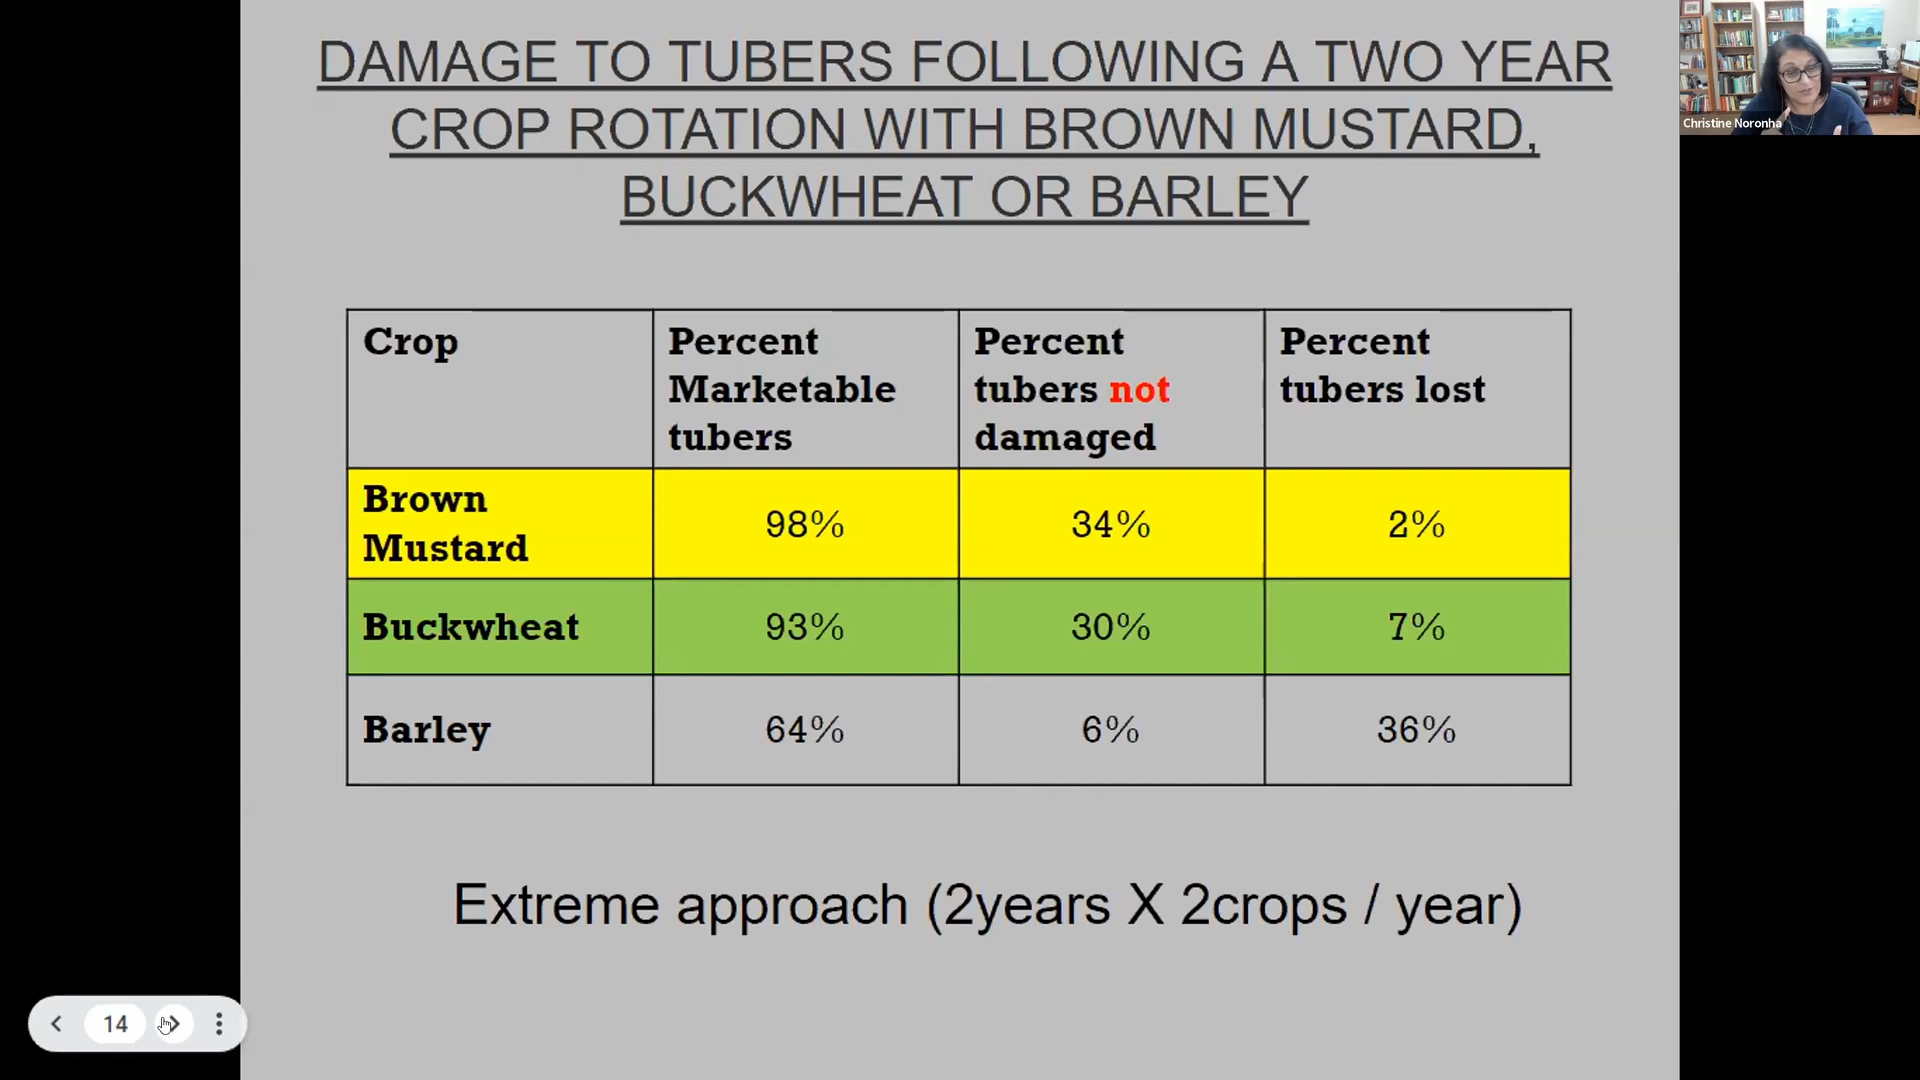 DAMAGE TO TUBERS FOLLOWING A TWO YEAR
CROP ROTATION WITH BROWN MUSTARD,
BUCKWHEAT OR BARLEY
Christine Noronha
Crop
Percent
Marketable
tubers
Percent
tubers not
damaged
Percent
tubers lost
Brown
Mustard
98%
34%
2%
Buckwheat
93%
30%
7%
Barley
64%
6%
36%
Extreme approach (2years X 2crops / year)
14